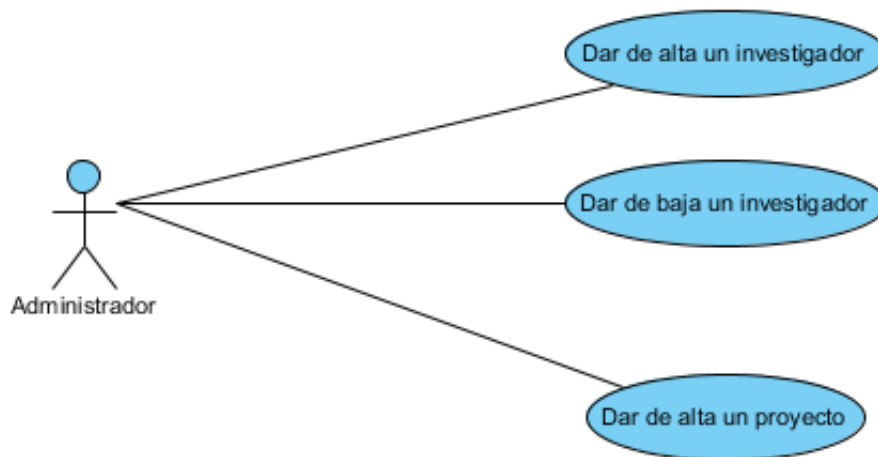 Dar de alta un investigador
Dar de baja un investigador
Administrador
Dar de alta un proyecto